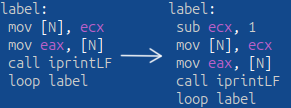 label:
mov [N], ecx
mov eax, [N]
call iprintLF
loop label
label:
sub ecx, 1
mov [N], ecx
mov eax, [N]
call iprintLF
loop label